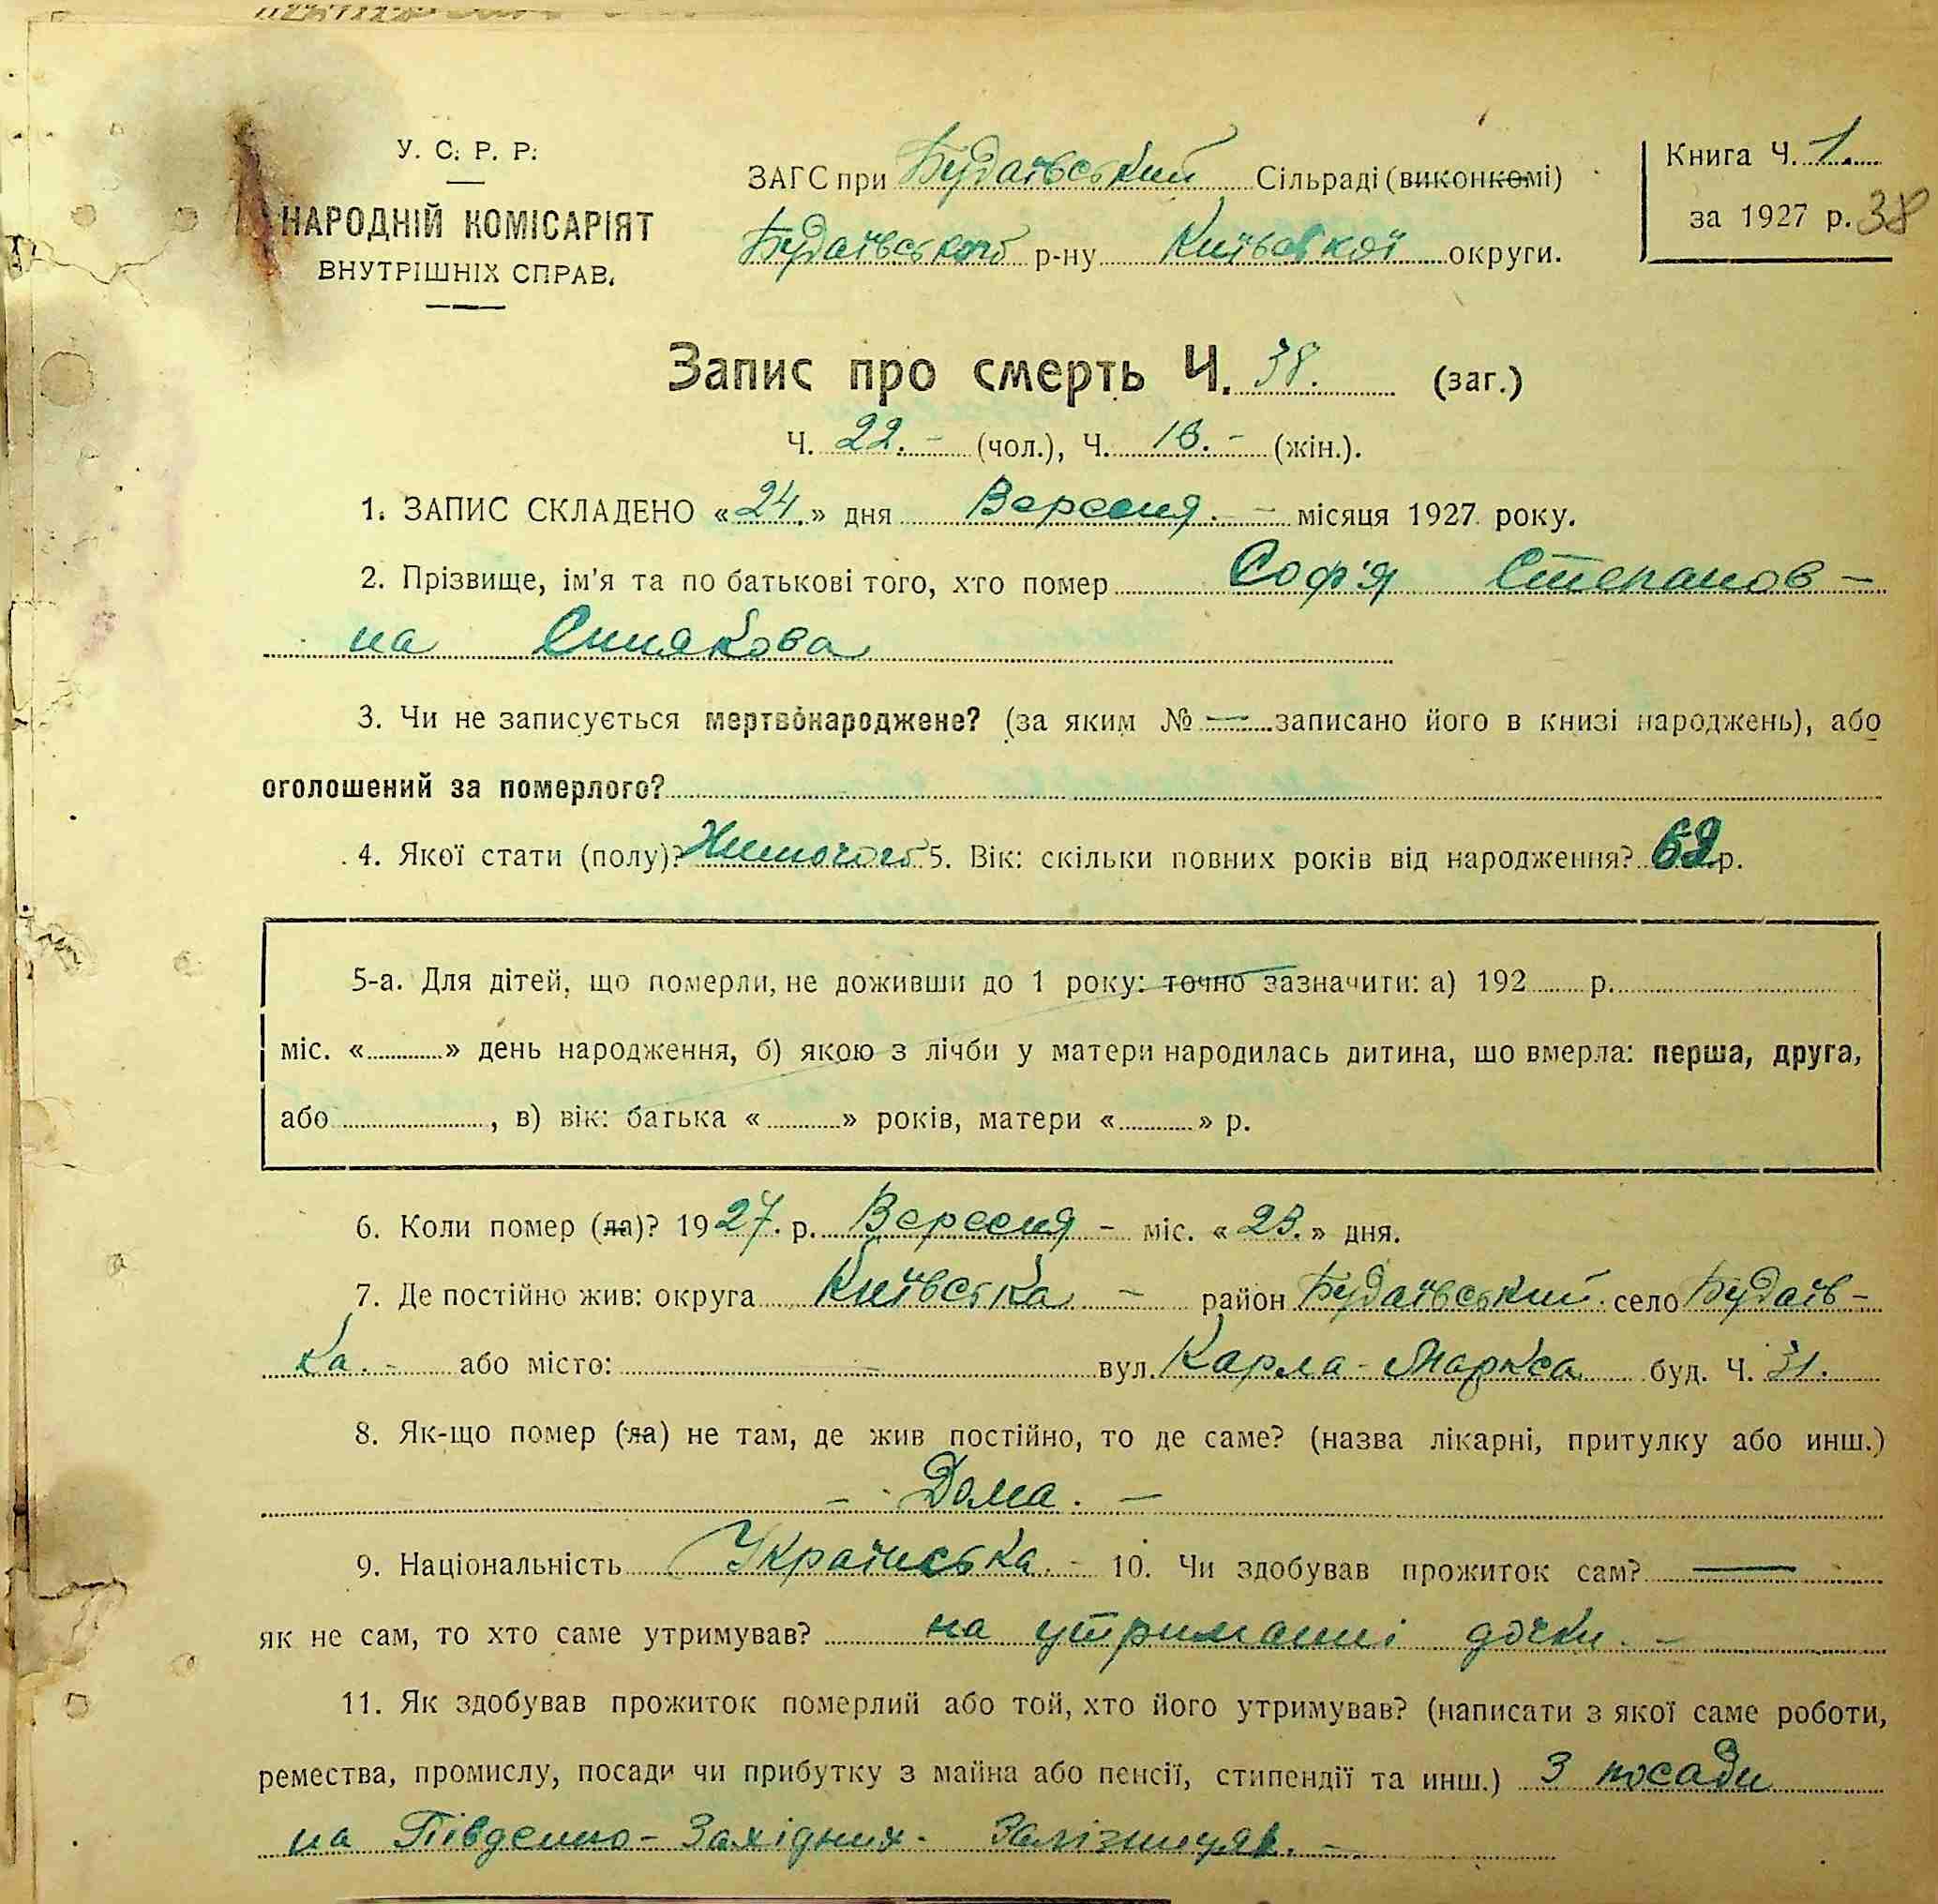 У. С. Р. Р.
НАРОДНІЙ КОМІСАРІЯТ
ВНУТРІШНІХ СПРАВ.
ЗАГС при Будаївський Сільраді (виконкомі)
Будаївського р-ну Київської округи.
Книга Ч. 1.
за 1927 р. 38
Запис про смерть Ч. 38. (заг.)
Ч. 22. - (чол.), Ч. 16. - (жін.).
1. ЗАПИС СКЛАДЕНО «24.» дня Вересня. - місяця 1927 року.
2. Прізвище, ім'я та по батькові того, хто помер Соф'я Степанов-
на Синякова
3. Чи не записується мертвонароджене? (за яким № — записано його в книзі народжень), або
оголошений за померлого?
4. Якої стати (полу)? Жиночого 5. Вік: скільки повних років від народження? 62 р.
5-а. Для дітей, що померли, не доживши до 1 року: точно зазначити: а) 192 р.
міс. « » день народження, б) якою з лічби у матери народилась дитина, що вмерла: перша, друга,
або , в) вік: батька « » років, матери « » р.
6. Коли помер (ла)? 1927. р. Вересня - міс. «23.» дня.
7. Де постійно жив: округа Київська - район Будаївський село Будаїв-
ка. - або місто: — вул. Карла-Маркса буд. Ч. 31.
8. Як-що помер (ла) не там, де жив постійно, то де саме? (назва лікарні, притулку або инш.)
- Дома. -
9. Національність Українська. - 10. Чи здобував прожиток сам? —
як не сам, то хто саме утримував? на утриманні дочки. -
11. Як здобував прожиток померлий або той, хто його утримував? (написати з якої саме роботи,
ремества, промислу, посади чи прибутку з майна або пенсії, стипендії та инш.) З посади
на Південно-Західних. Залізницях. -